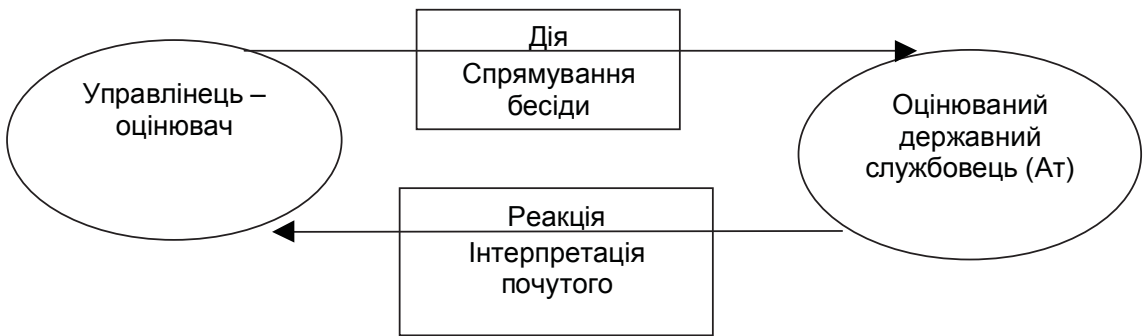 Управлінець –
оцінювач
Дія
Спрямування
бесіди
Оцінюваний
державний
службовець (Ат)
Реакція
Інтерпретація
почутого